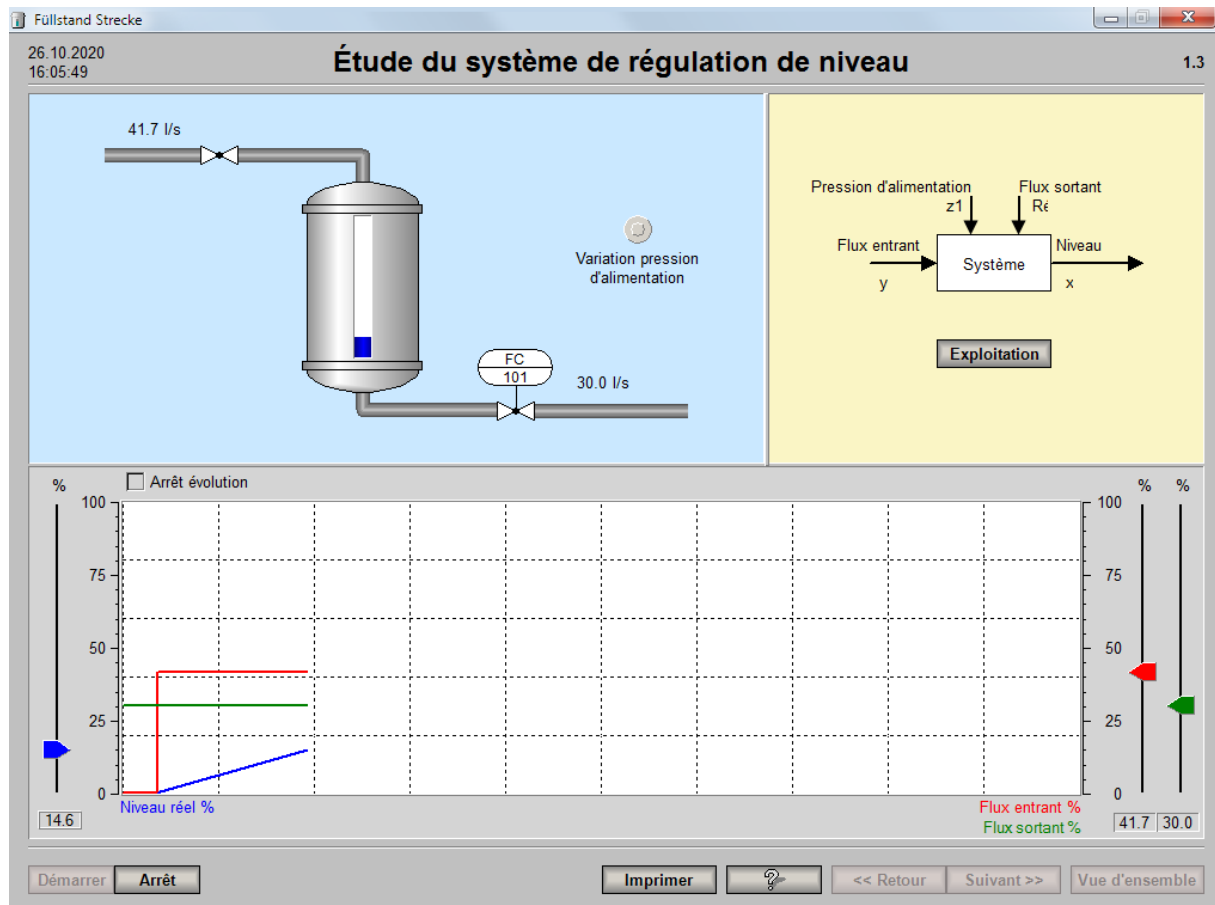 Füllstand Strecke
26.10.2020
16:05:49
Étude du système de régulation de niveau
1.3
41.7 l/s
Variation pression
d'alimentation
FC
101
30.0 l/s
Pression d'alimentation
z1
Flux sortant
Ré
Flux entrant
y
Système
Niveau
x
Exploitation
%
Arrêt évolution
100
75
50
25
0
Niveau réel %
14.6
100
75
50
25
0
% %
Flux entrant %
Flux sortant %
41.7 30.0
Démarrer Arrêt Imprimer ? << Retour Suivant >> Vue d'ensemble